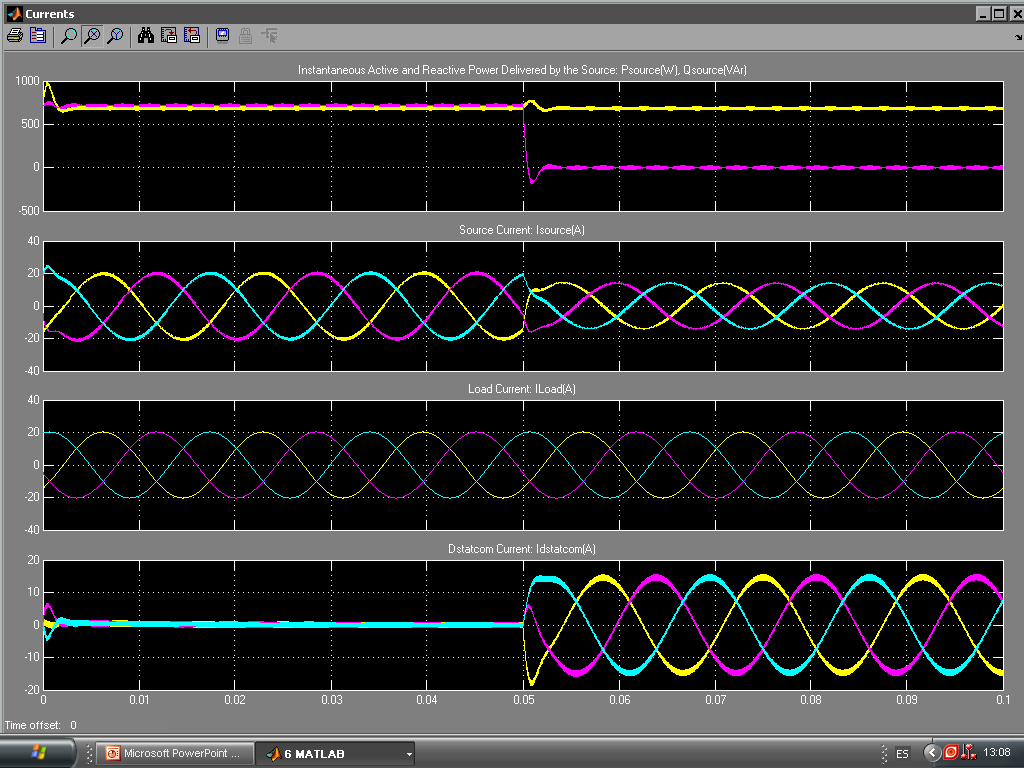 Currents
Instantaneous Active and Reactive Power Delivered by the Source: Psource(W), Qsource(VAr)
1000
500
0
-500
Source Current: Isource(A)
40
20
0
-20
-40
Load Current: ILoad(A)
40
20
0
-20
-40
Dstatcom Current: Idstatcom(A)
20
10
0
-10
-20
0 0.01 0.02 0.03 0.04 0.05 0.06 0.07 0.08 0.09 0.1
Time offset: 0
Microsoft PowerPoint ... 6 MATLAB ES 13:08